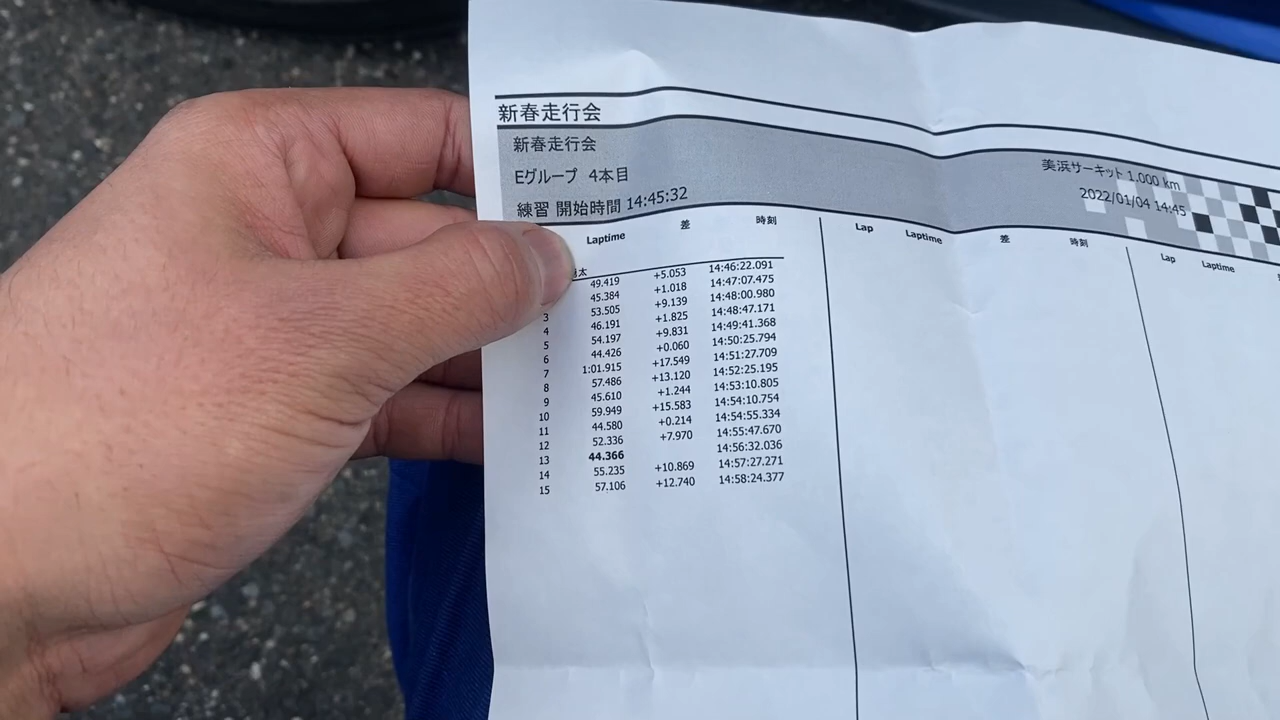 新春走行会
新春走行会
Eグループ 4本目
練習 開始時間 14:45:32
美浜サーキット 1.000 km
2022/01/04 14:45
Laptime 差 時刻 Lap Laptime 差 時刻 Lap Laptime
太
49.419 +5.053 14:46:22.091
45.384 +1.018 14:47:07.475
3 53.505 +9.139 14:48:00.980
4 46.191 +1.825 14:48:47.171
5 54.197 +9.831 14:49:41.368
6 44.426 +0.060 14:50:25.794
7 1:01.915 +17.549 14:51:27.709
8 57.486 +13.120 14:52:25.195
9 45.610 +1.244 14:53:10.805
10 59.949 +15.583 14:54:10.754
11 44.580 +0.214 14:54:55.334
12 52.336 +7.970 14:55:47.670
13 44.366 14:56:32.036
14 55.235 +10.869 14:57:27.271
15 57.106 +12.740 14:58:24.377